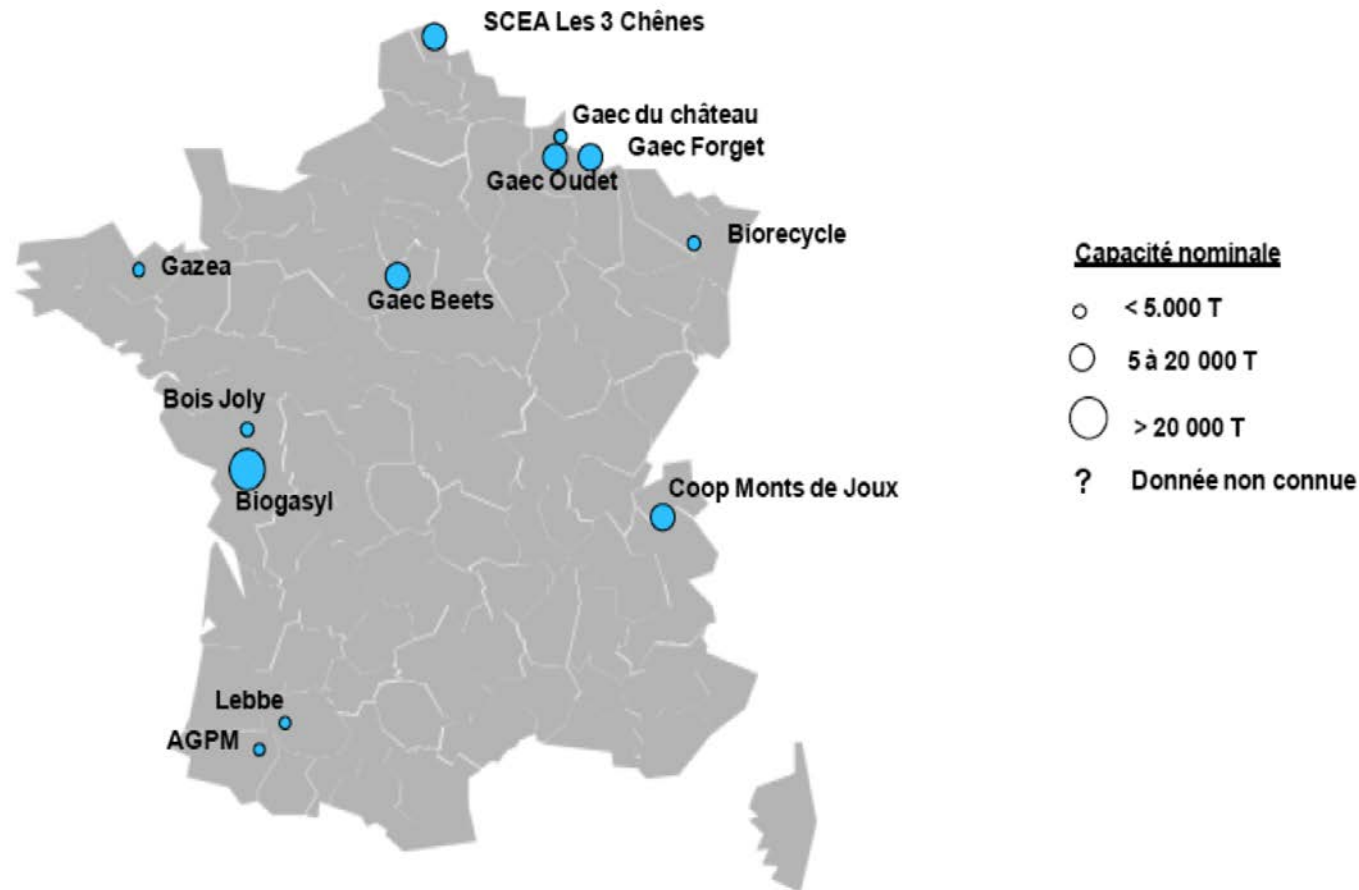 SCEA Les 3 Chênes
Gaec du château
Gaec Forget
Gaec Oudet
Biorecycle
Gazea
Gaec Beets
Bois Joly
Biogasyl
Coop Monts de Joux
Lebbe
AGPM
Capacité nominale
< 5.000 T
5 à 20 000 T
> 20 000 T
? Donnée non connue